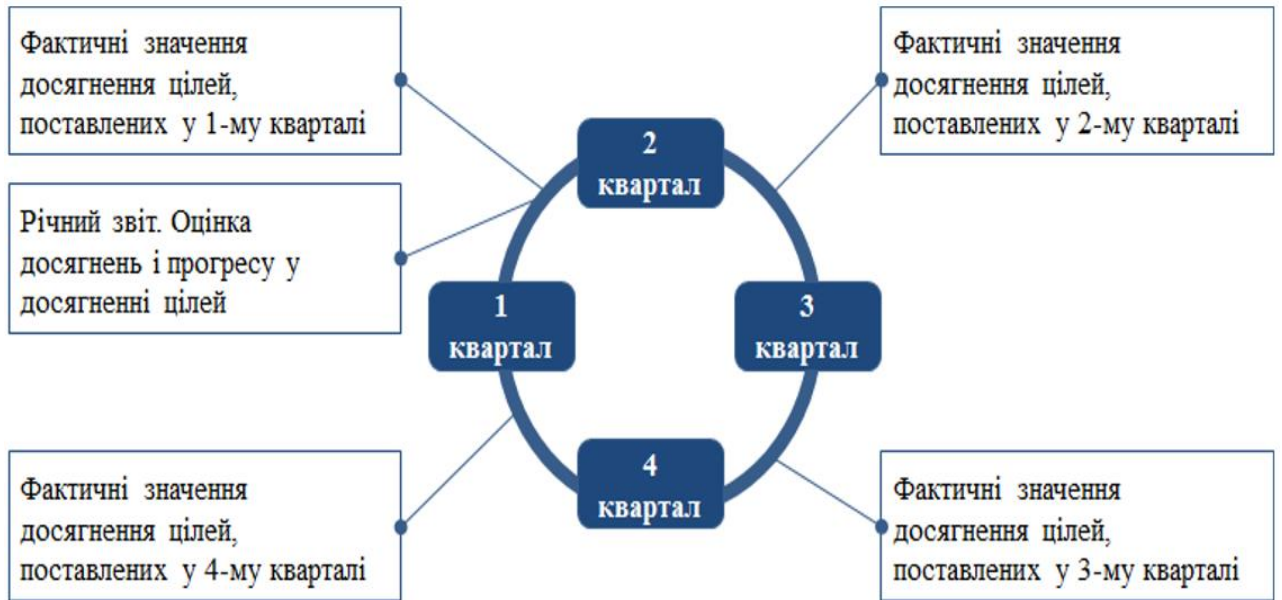 Фактичні значення
досягнення цілей,
поставлених у 1-му кварталі
Фактичні значення
досягнення цілей,
поставлених у 2-му кварталі
2
квартал
Річний звіт. Оцінка
досягнень і прогресу у
досягненні цілей
1
квартал
3
квартал
4
квартал
Фактичні значення
досягнення цілей,
поставлених у 4-му кварталі
Фактичні значення
досягнення цілей,
поставлених у 3-му кварталі